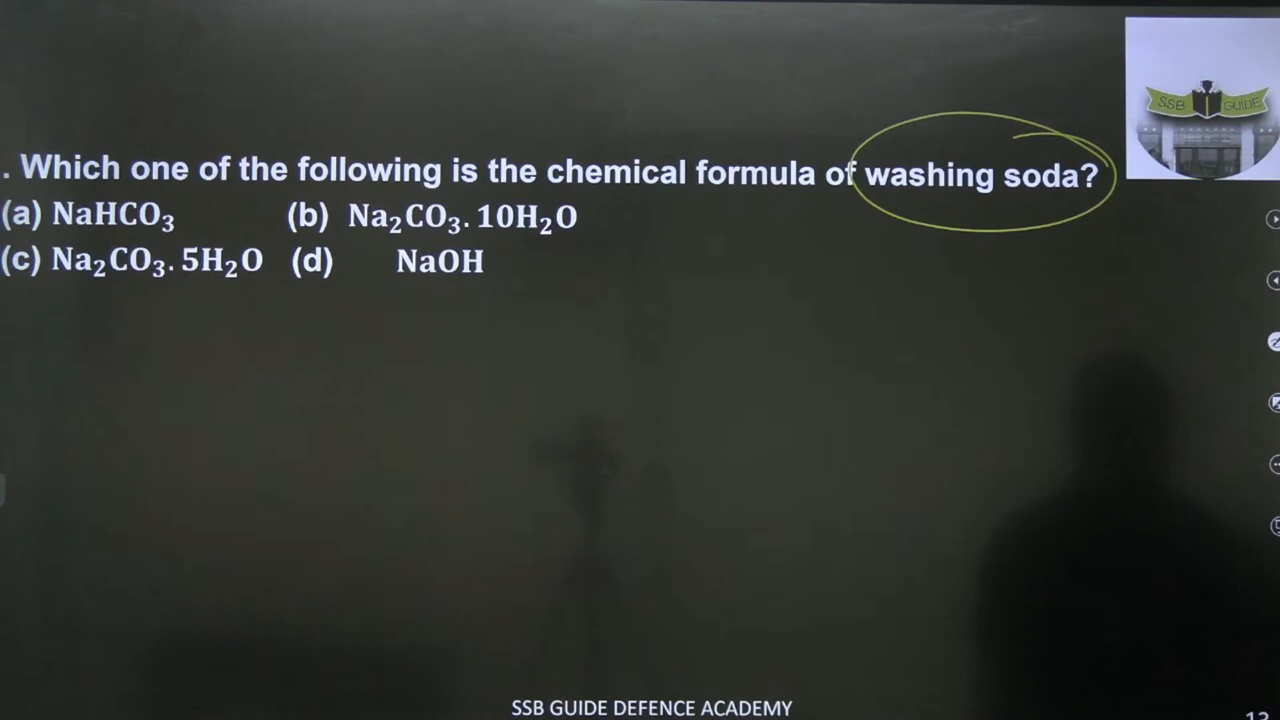 SSB GUIDE
. Which one of the following is the chemical formula of washing soda?
(a) NaHCO₃ (b) Na₂CO₃. 10H₂O
(c) Na₂CO₃. 5H₂O (d) NaOH
SSB GUIDE DEFENCE ACADEMY